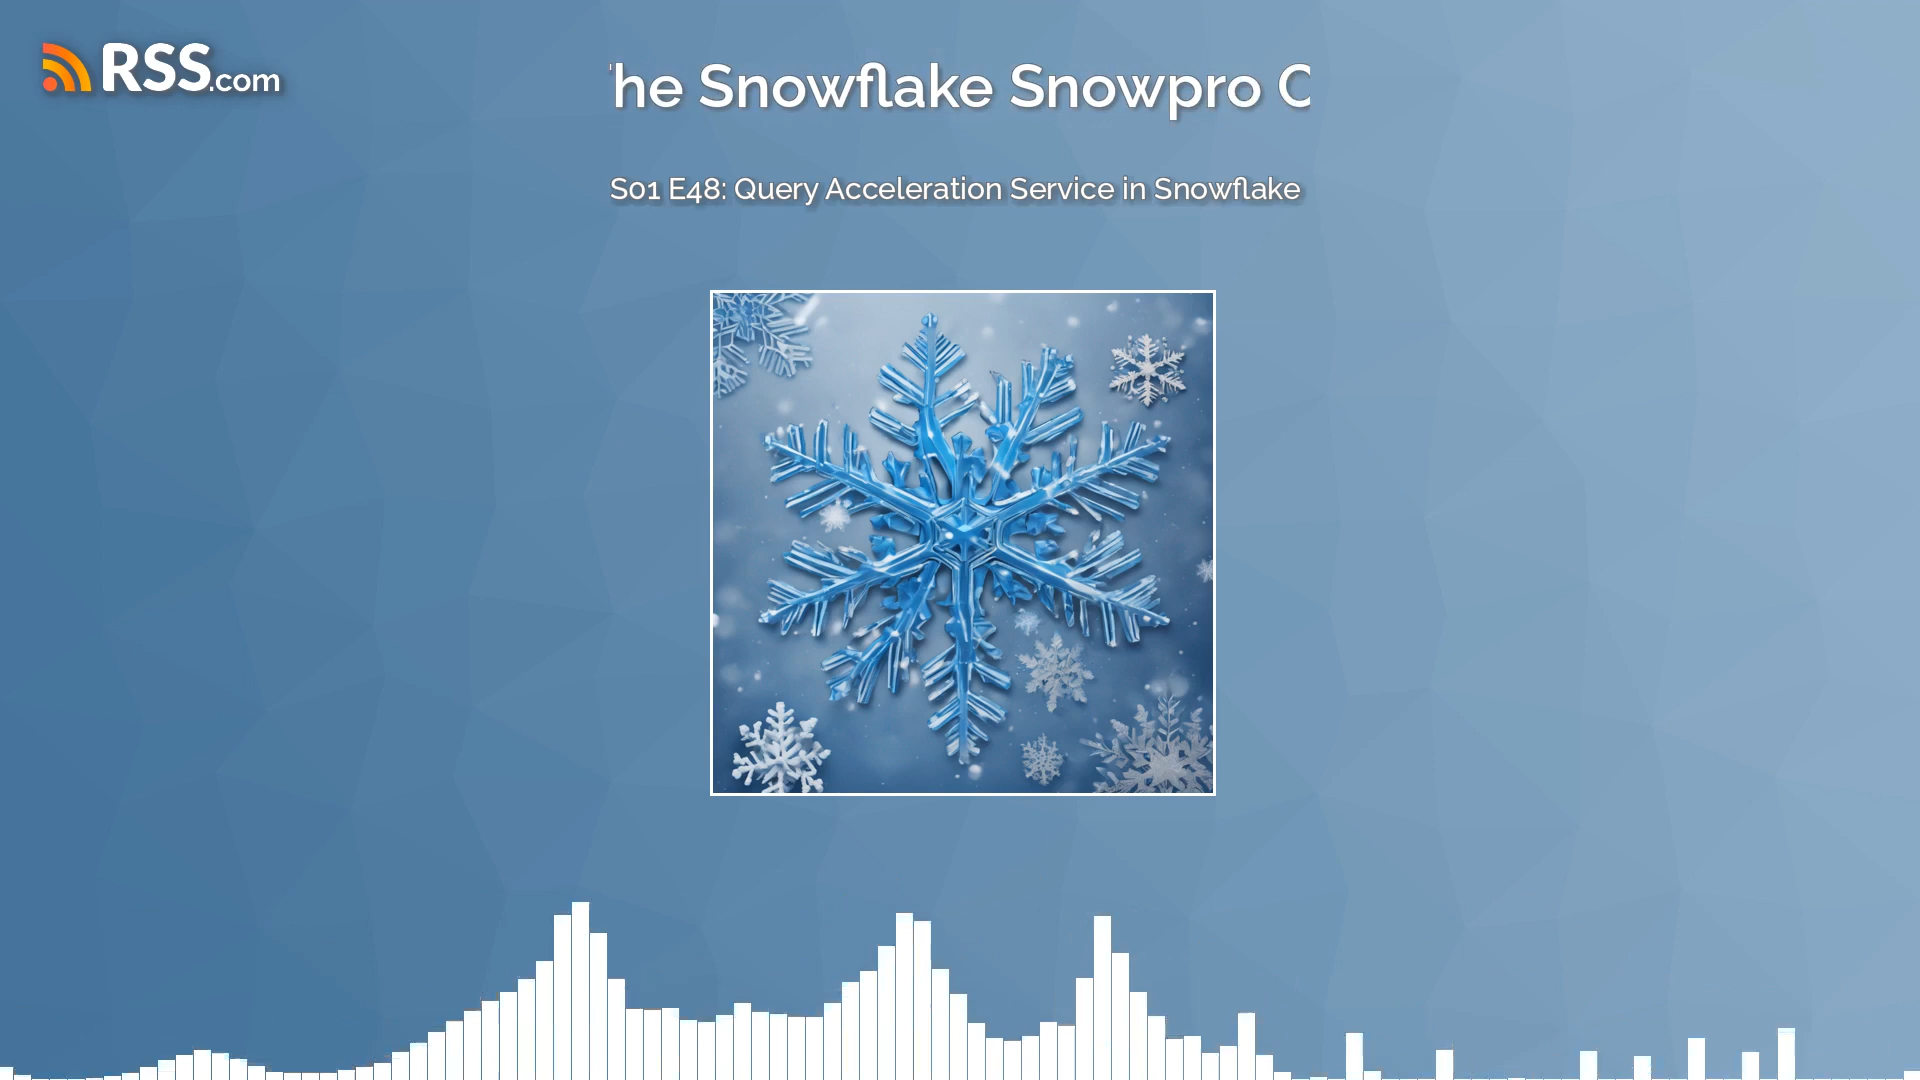 RSS.com
he Snowflake Snowpro
S01 E48: Query Acceleration Service in Snowflake